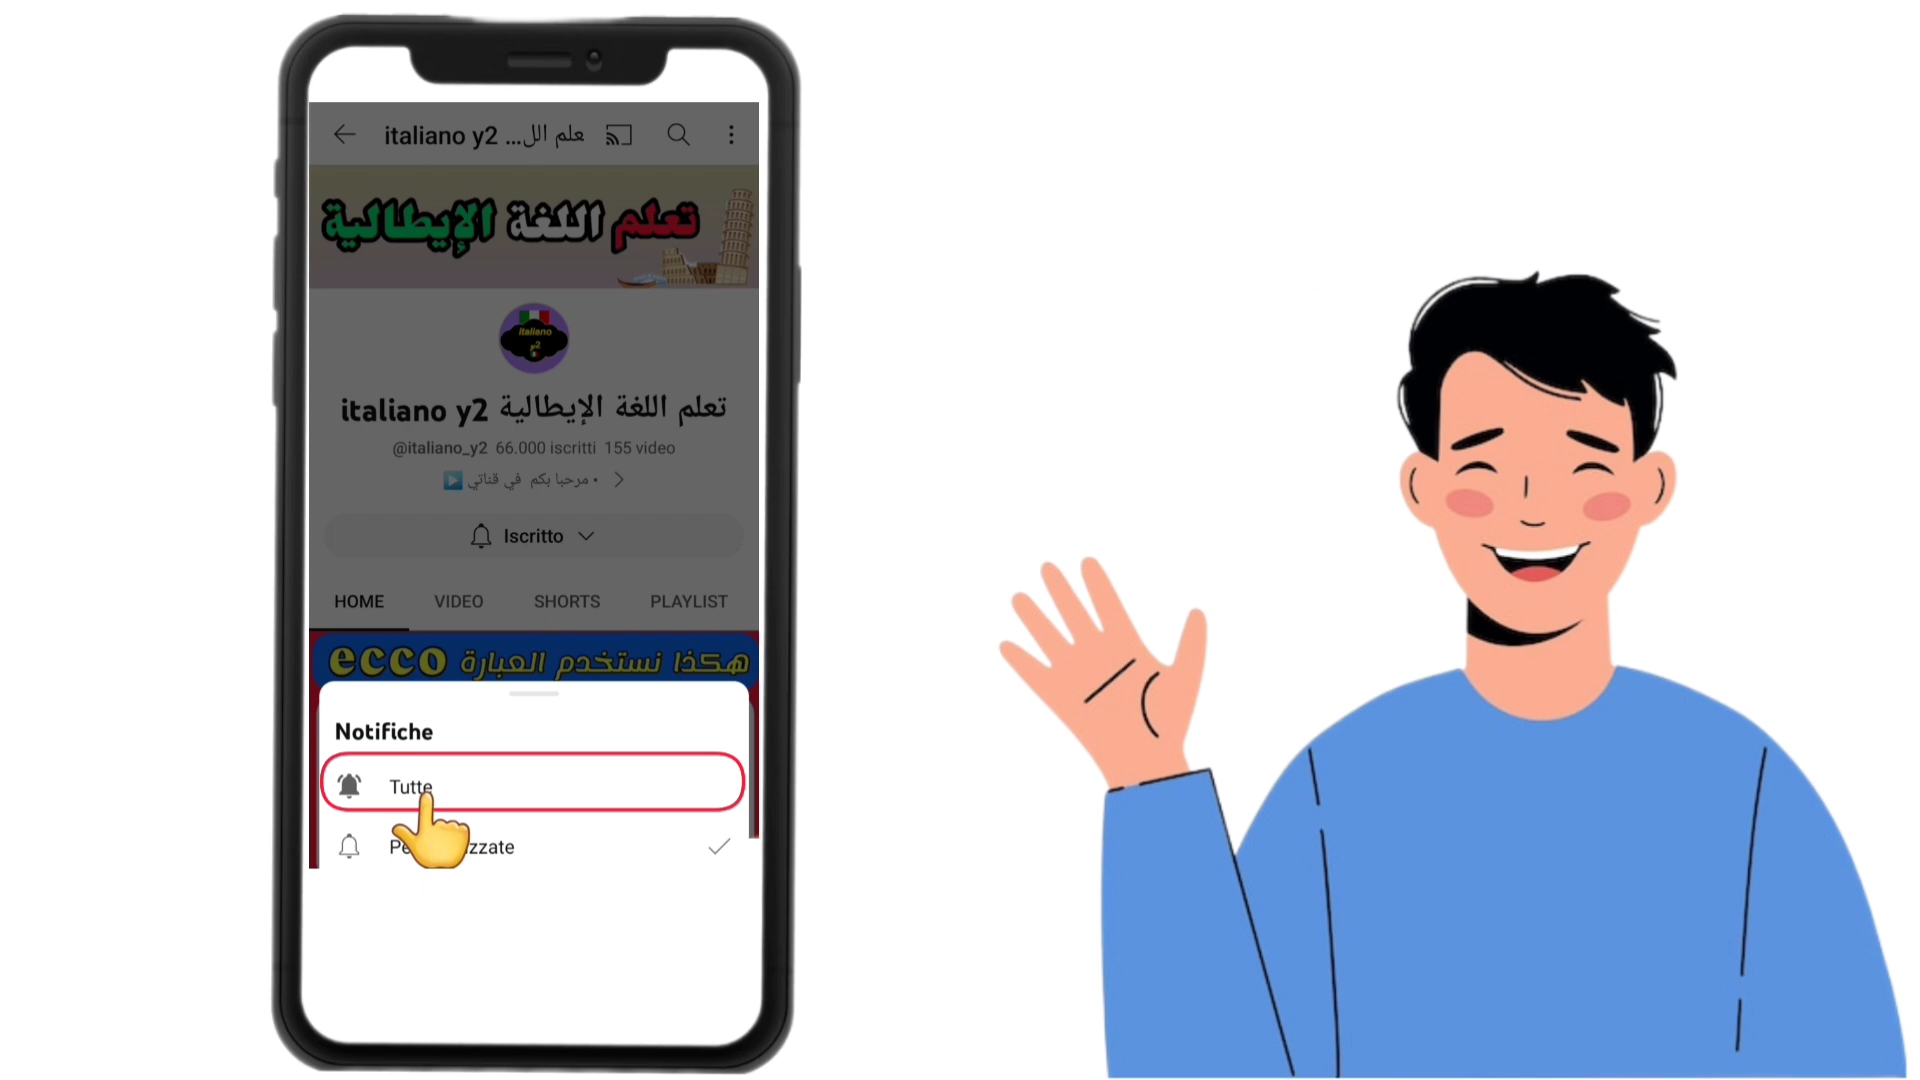 italiano y2 ...علم الل
تعلم اللغة الإيطالية
italiano
y2
italiano y2 تعلم اللغة الإيطالية
@italiano_y2 66.000 iscritti 155 video
مرحبا بكم في قناتي •
Iscritto
HOME VIDEO SHORTS PLAYLIST
هكذا نستخدم العبارة ecco
Notifiche
Tutte